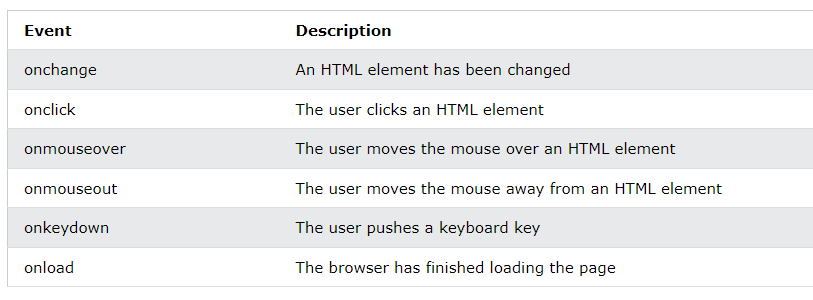 Event Description
onchange An HTML element has been changed
onclick The user clicks an HTML element
onmouseover The user moves the mouse over an HTML element
onmouseout The user moves the mouse away from an HTML element
onkeydown The user pushes a keyboard key
onload The browser has finished loading the page